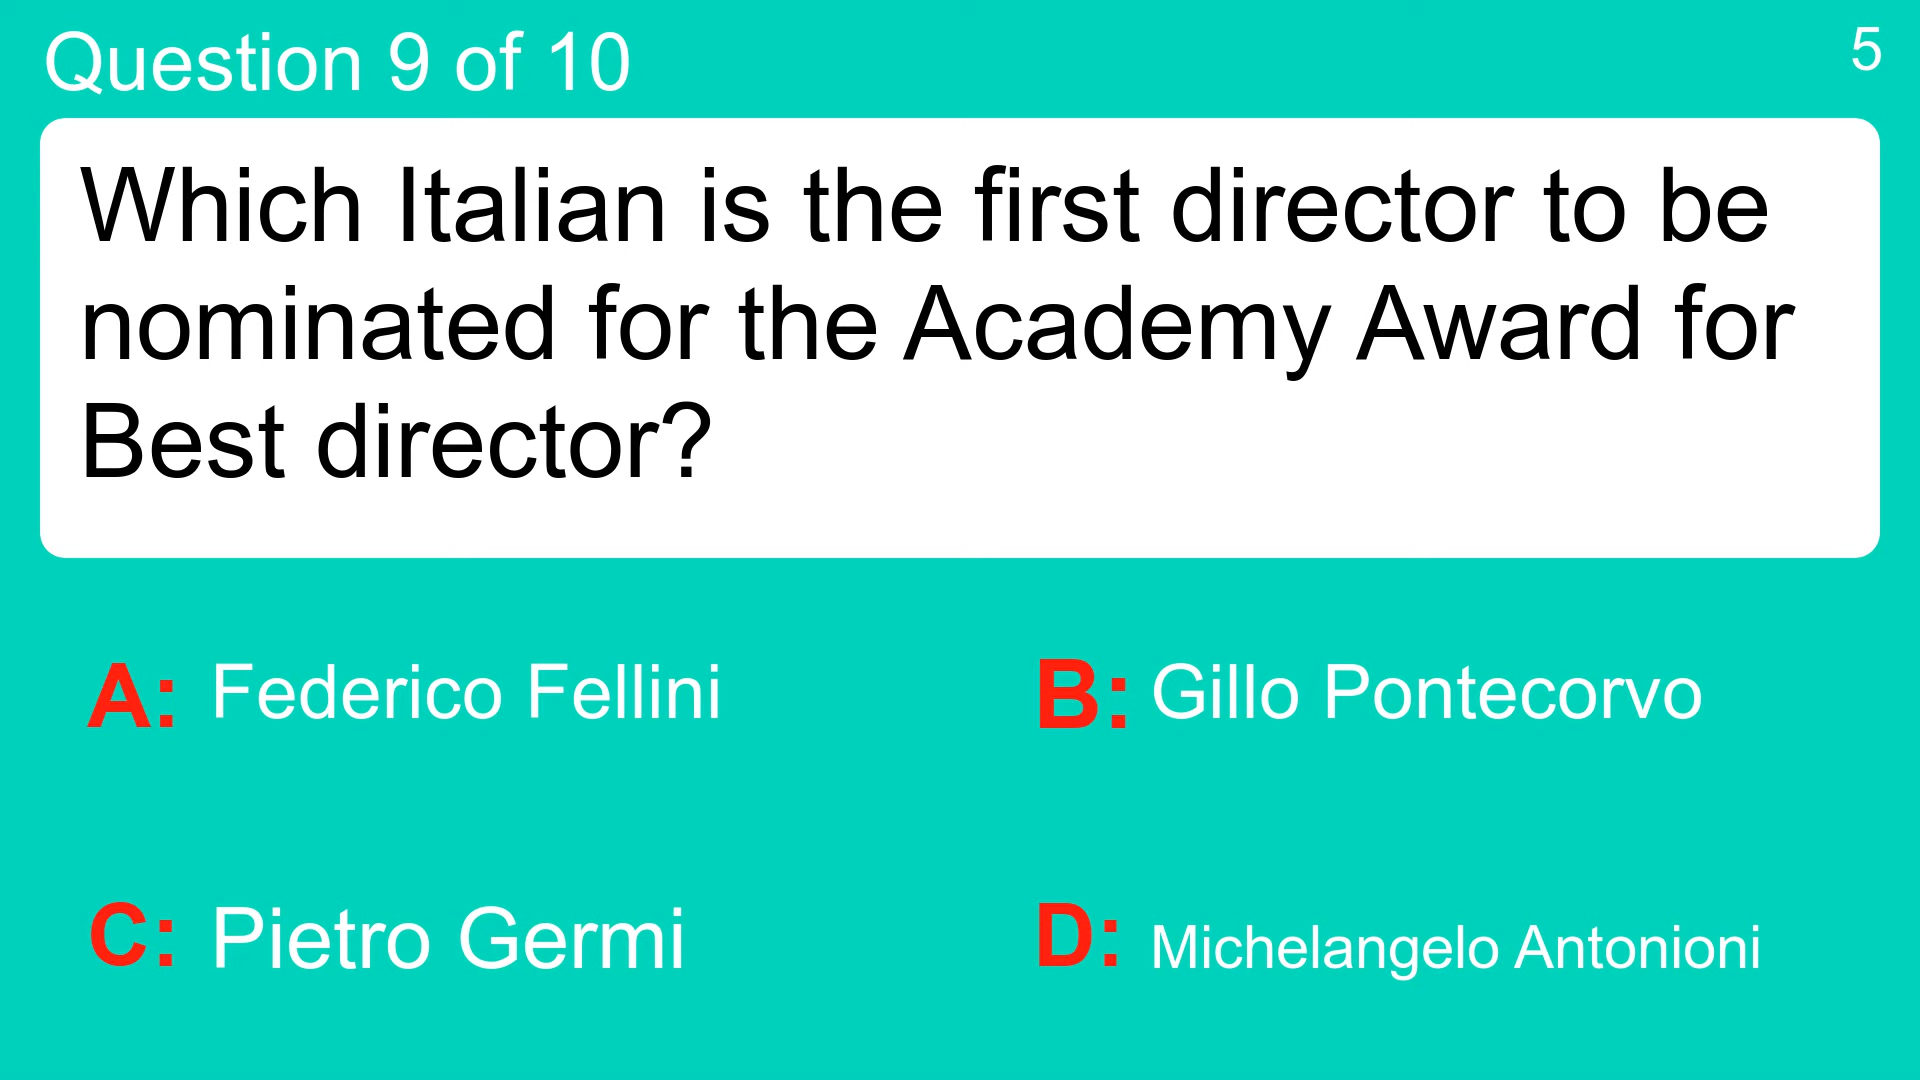 Question 9 of 10
5
Which Italian is the first director to be
nominated for the Academy Award for
Best director?
A: Federico Fellini
B: Gillo Pontecorvo
C: Pietro Germi
D: Michelangelo Antonioni